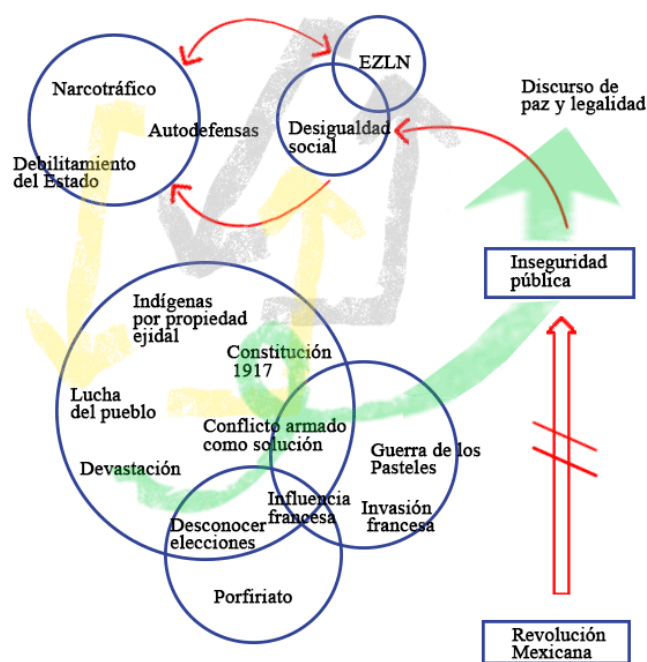 EZLN
Narcotráfico
Discurso de
paz y legalidad
Autodefensas
Desigualdad
social
Debilitamiento
del Estado
Inseguridad
pública
Indígenas
por propiedad
ejidal
Constitución
1917
Lucha
del pueblo
Conflicto armado
como solución
Guerra de los
Pasteles
Devastación
Influencia
francesa
Invasión
francesa
Desconocer
elecciones
Porfiriato
Revolución
Mexicana